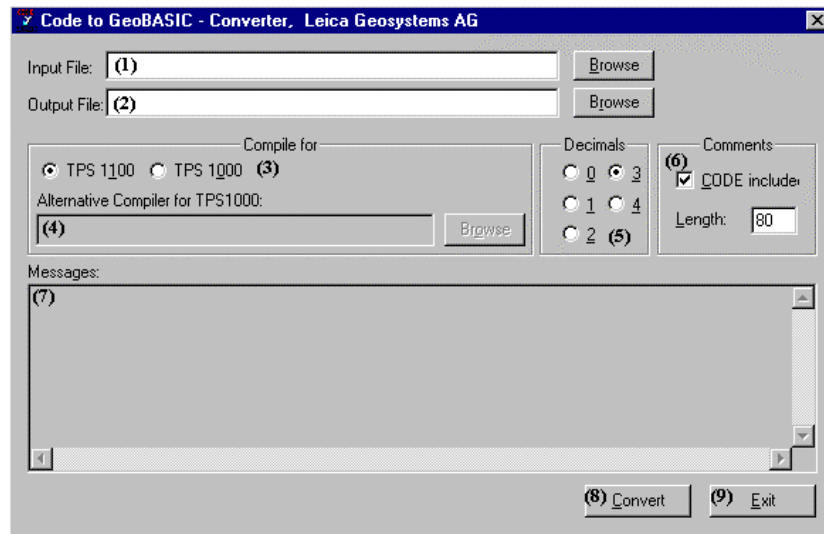 Code to GeoBASIC - Converter, Leica Geosystems AG
Input File: (1) Browse
Output File: (2) Browse
Compile for
TPS 1100 TPS 1000 (3)
Alternative Compiler for TPS1000:
(4) Browse
Decimals
0 3
1 4
2 (5)
Comments
(6)
CODE include
Length: 80
Messages:
(7)
(8) Convert (9) Exit